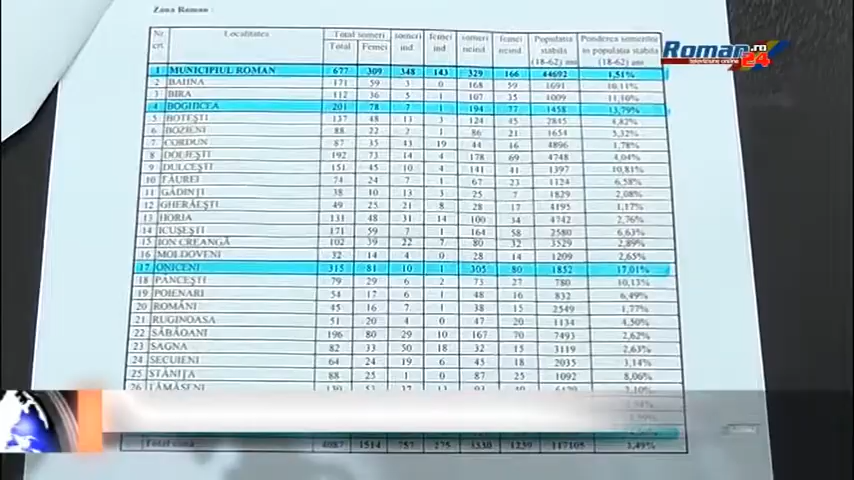 Zona Roman
Nr. crt. Localitatea Total someri someri ind femei ind someri neind femei neind Populatia stabila (18-62) ani Ponderea somerilor in populatia stabila (18-62) ani
Total Femei
Roman.ro
televiziune online 24
1 MUNICIPIUL ROMAN 677 309 348 143 329 166 44692 1,51%
2 BAHNA 171 59 3 0 168 59 1691 10,11%
3 BIRA 112 36 5 1 107 35 1009 11,10%
4 BOGHICEA 201 78 7 1 194 77 1458 13,79%
5 BOTEŞTI 137 48 13 3 124 45 2845 4,82%
6 BOZIENI 88 22 2 1 86 21 1654 5,32%
7 CORDUN 87 35 43 19 44 16 4896 1,78%
8 DOLJEŞTI 192 73 14 4 178 69 4748 4,04%
9 DULCEŞTI 151 45 10 4 141 41 1397 10,81%
10 FĂUREI 74 24 7 1 67 23 1124 6,58%
11 GÂDINŢI 38 10 13 3 25 7 1829 2,08%
12 GHERĂEŞTI 49 25 21 8 28 17 4195 1,17%
13 HORIA 131 48 31 14 100 34 4742 2,76%
14 ICUŞEŞTI 171 59 7 1 164 58 2580 6,63%
15 ION CREANGĂ 102 39 22 7 80 32 3529 2,89%
16 MOLDOVENI 32 14 4 0 28 14 1209 2,65%
17 ONICENI 315 81 10 1 305 80 1852 17,01%
18 PÂNCEŞTI 79 29 6 2 73 27 780 10,13%
19 POIENARI 54 17 6 1 48 16 832 6,49%
20 ROMÂNI 45 16 7 1 38 15 2549 1,77%
21 RUGINOASA 51 20 4 0 47 20 1134 4,50%
22 SĂBĂOANI 196 80 29 10 167 70 7493 2,62%
23 SAGNA 82 33 50 18 32 15 3119 2,63%
24 SECUIENI 64 24 19 6 45 18 2035 3,14%
25 STĂNIŢA 88 25 1 0 87 25 1092 8,06%
26 TĂMĂŞENI 37 13
Total zona 4087 1514 757 275 3330 1239 117105 3,49%